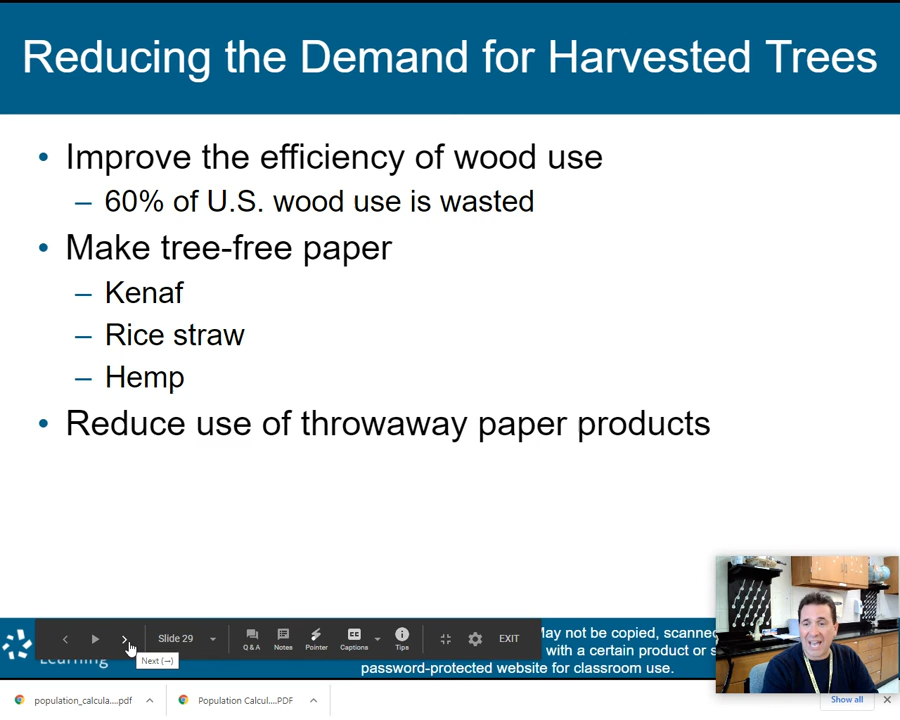 Reducing the Demand for Harvested Trees
• Improve the efficiency of wood use
– 60% of U.S. wood use is wasted
• Make tree-free paper
– Kenaf
– Rice straw
– Hemp
• Reduce use of throwaway paper products
Slide 29
Q & A
Notes
Pointer
CC
Captions
Tips
EXIT
Next (→)
Learning
May not be copied, scanned
with a certain product or
password-protected website for classroom use.
population_calcula....pdf
Population Calcul....PDF
Show all